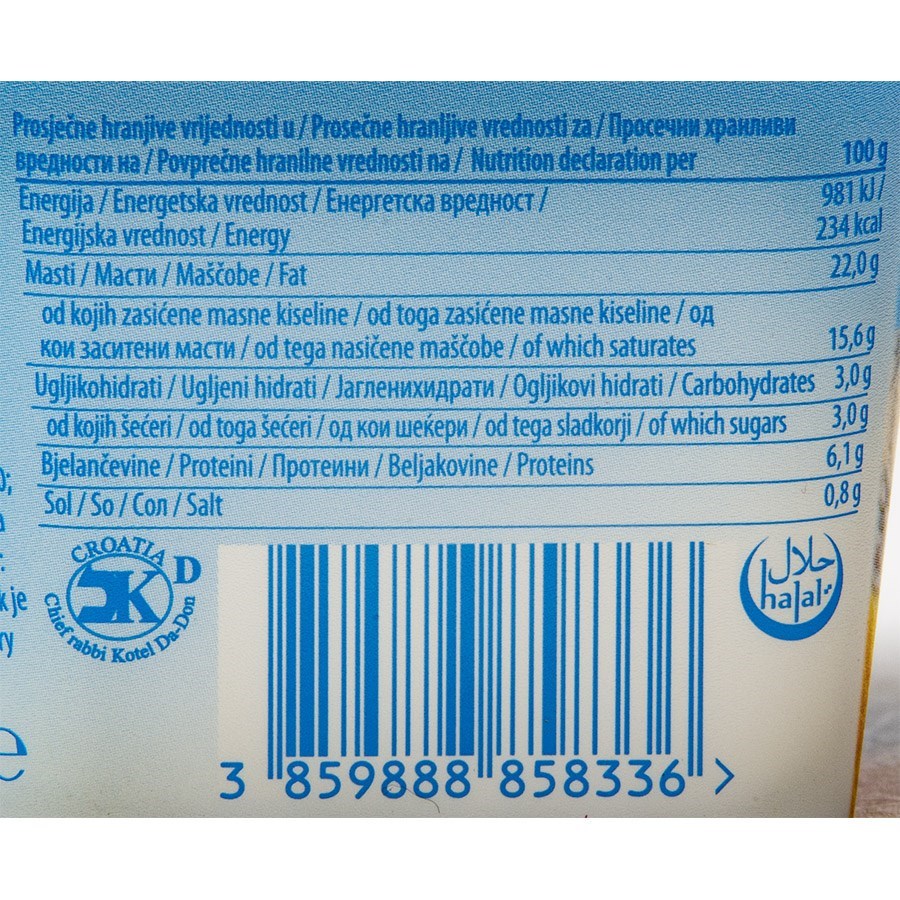 Prosječne hranjive vrijednosti u / Prosečne hranljive vrednosti za / Просечни хранливи
вредности на / Povprečne hranilne vrednosti na / Nutrition declaration per 100 g
Energija / Energetska vrednost / Енергетска вредност / 981 kJ /
Energijska vrednost / Energy 234 kcal
Masti / Масти / Maščobe / Fat 22,0 g
od kojih zasićene masne kiseline / od toga zasićene masne kiseline / од
кои заситени масти / od tega nasičene maščobe / of which saturates 15,6 g
Ugljikohidrati / Ugljeni hidrati / Јагленихидрати / Ogljikovi hidrati / Carbohydrates 3,0 g
od kojih šećeri / od toga šećeri / од кои шеќери / od tega sladkorji / of which sugars 3,0 g
Bjelančevine / Proteini / Протеини / Beljakovine / Proteins 6,1 g
Sol / So / Сол / Salt 0,8 g
CROATIA
K D
Chief rabbi Kotel Da-Don
حلال
halal
k je
e
3 859888 858336 >